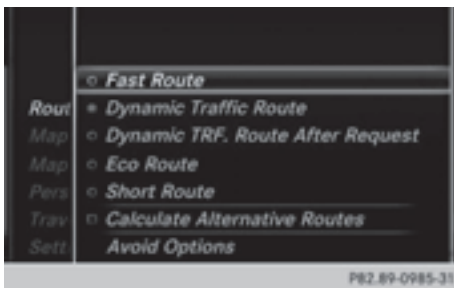 Fast Route
Rout
Dynamic Traffic Route
Map
Dynamic TRF. Route After Request
Map
Eco Route
Pers
Short Route
Trav
Calculate Alternative Routes
Sett
Avoid Options
P82.89-0985-31